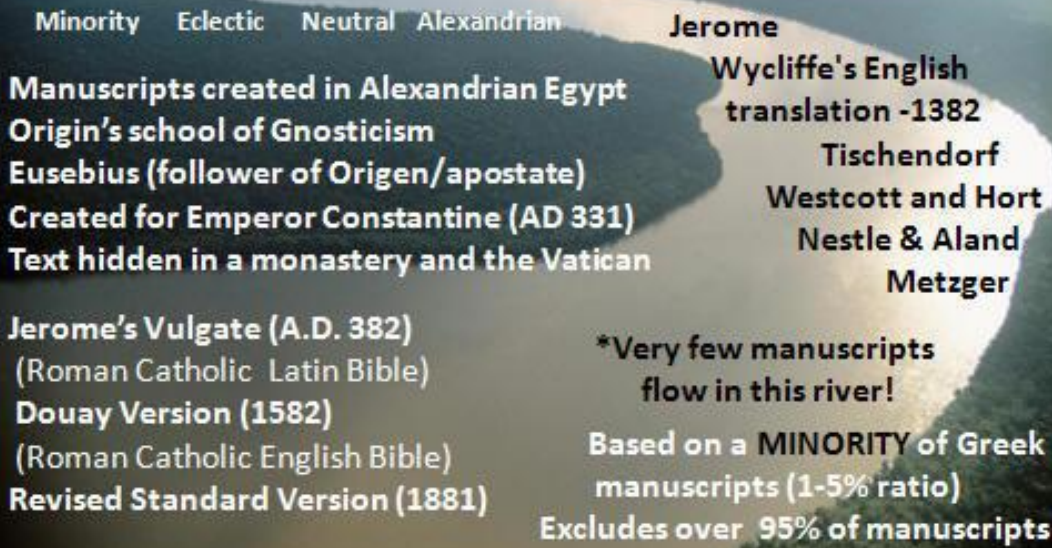 Minority Eclectic Neutral Alexandrian
Manuscripts created in Alexandrian Egypt
Origin's school of Gnosticism
Eusebius (follower of Origen/apostate)
Created for Emperor Constantine (AD 331)
Text hidden in a monastery and the Vatican
Jerome's Vulgate (A.D. 382)
(Roman Catholic Latin Bible)
Douay Version (1582)
(Roman Catholic English Bible)
Revised Standard Version (1881)
Jerome
Wycliffe's English
translation -1382
Tischendorf
Westcott and Hort
Nestle & Aland
Metzger
*Very few manuscripts
flow in this river!
Based on a MINORITY of Greek
manuscripts (1-5% ratio)
Excludes over 95% of manuscripts